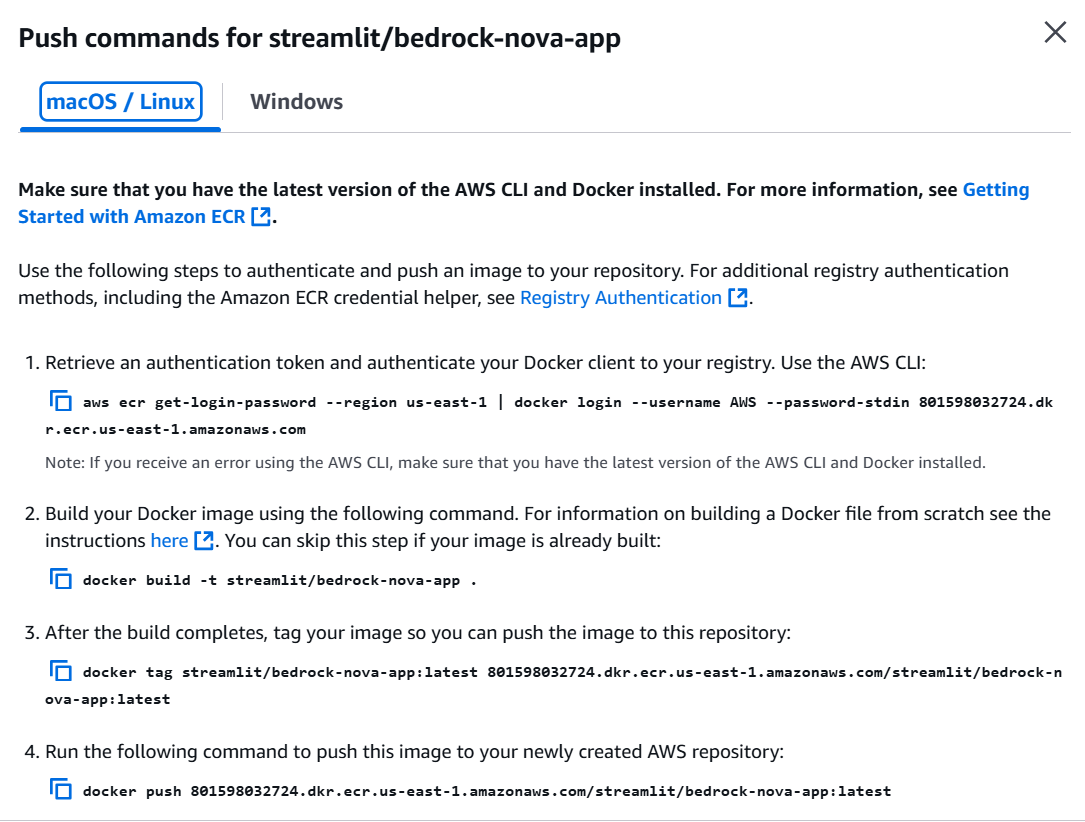 Push commands for streamlit/bedrock-nova-app
macOS / Linux
Windows
Make sure that you have the latest version of the AWS CLI and Docker installed. For more information, see Getting
Started with Amazon ECR.
Use the following steps to authenticate and push an image to your repository. For additional registry authentication
methods, including the Amazon ECR credential helper, see Registry Authentication.
1. Retrieve an authentication token and authenticate your Docker client to your registry. Use the AWS CLI:
aws ecr get-login-password --region us-east-1 | docker login --username AWS --password-stdin 801598032724.dk
r.ecr.us-east-1.amazonaws.com
Note: If you receive an error using the AWS CLI, make sure that you have the latest version of the AWS CLI and Docker installed.
2. Build your Docker image using the following command. For information on building a Docker file from scratch see the
instructions here. You can skip this step if your image is already built:
docker build -t streamlit/bedrock-nova-app .
3. After the build completes, tag your image so you can push the image to this repository:
docker tag streamlit/bedrock-nova-app:latest 801598032724.dkr.ecr.us-east-1.amazonaws.com/streamlit/bedrock-n
ova-app:latest
4. Run the following command to push this image to your newly created AWS repository:
docker push 801598032724.dkr.ecr.us-east-1.amazonaws.com/streamlit/bedrock-nova-app:latest